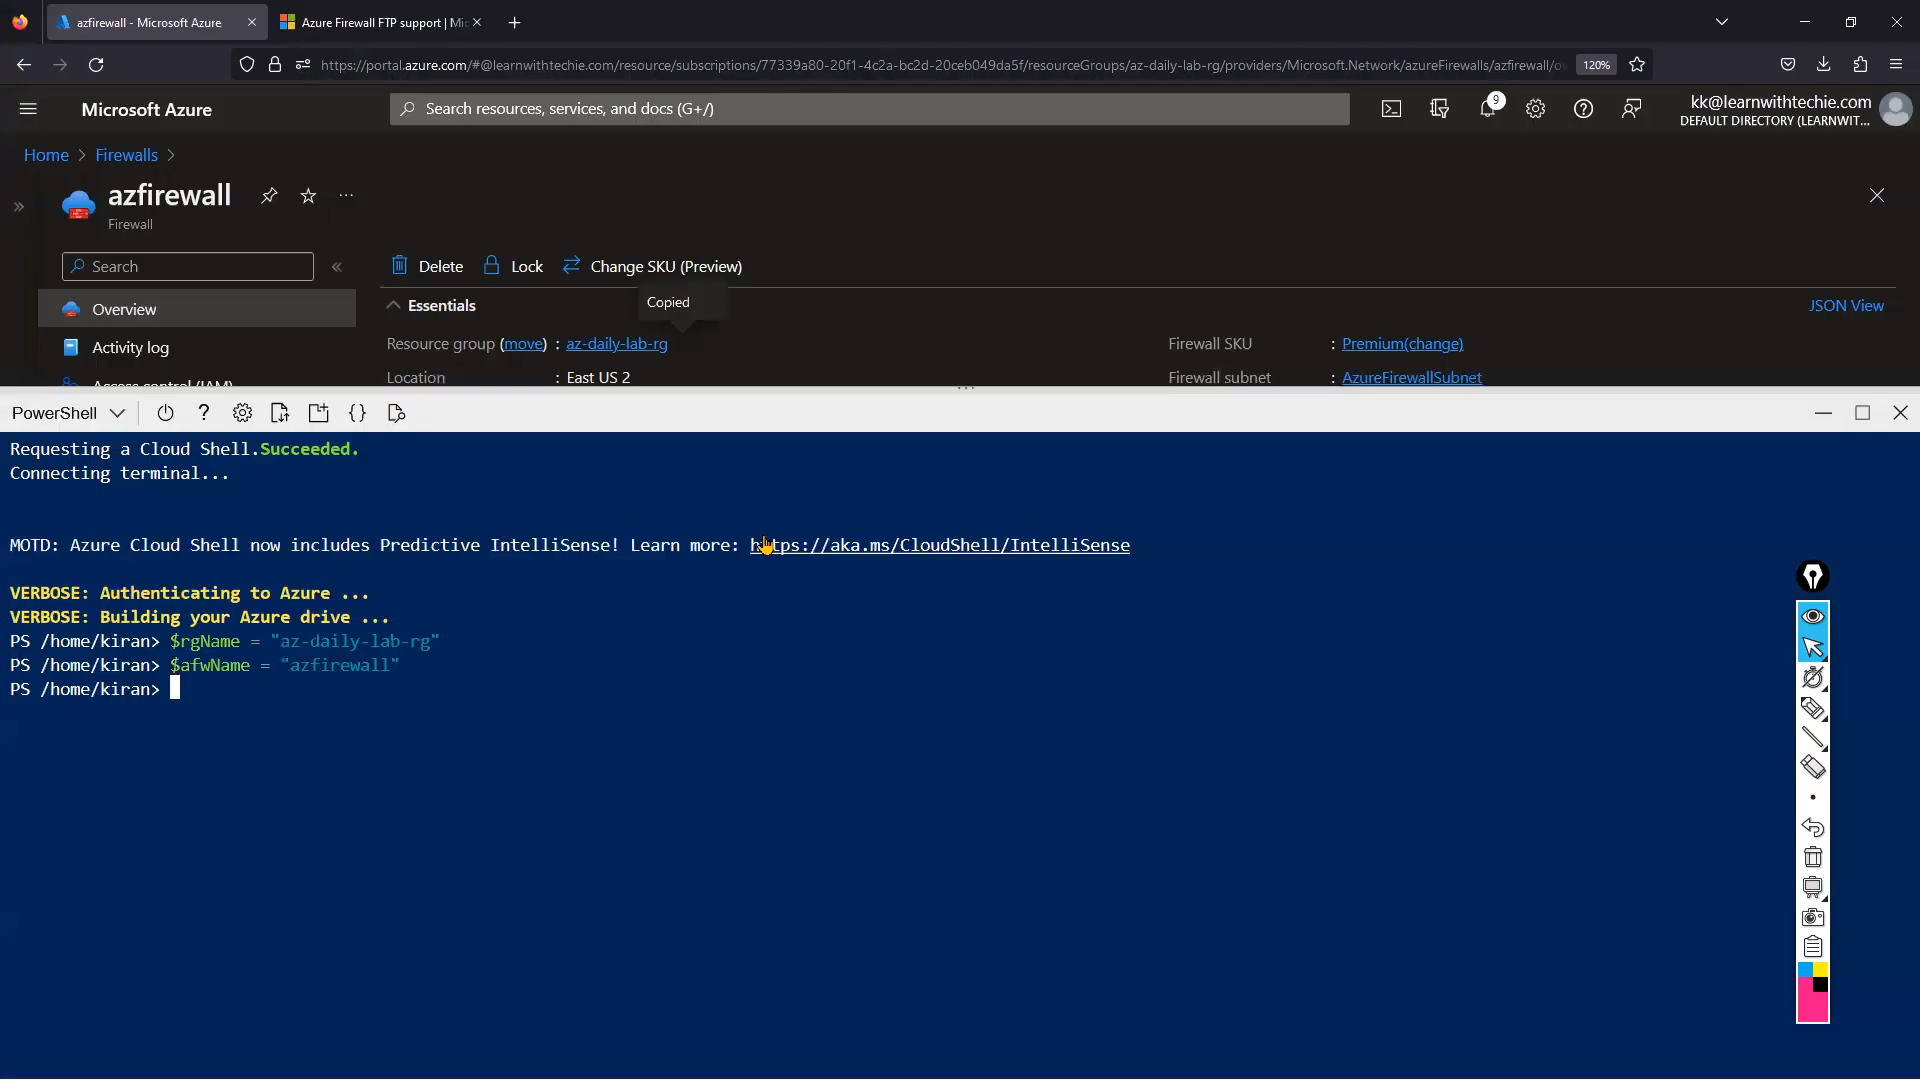 azfirewall - Microsoft Azure
Azure Firewall FTP support | Mic
https://portal.azure.com/#@learnwithtechie.com/resource/subscriptions/77339a80-20f1-4c2a-bc2d-20ceb049da5f/resourceGroups/az-daily-lab-rg/providers/Microsoft.Network/azureFirewalls/azfirewall/ov
120%
Microsoft Azure
Search resources, services, and docs (G+/)
9
kk@learnwithtechie.com
DEFAULT DIRECTORY (LEARNWIT...
Home > Firewalls >
azfirewall
Firewall
Search
Delete
Lock
Change SKU (Preview)
Copied
Overview
Essentials
JSON View
Activity log
Resource group (move) : az-daily-lab-rg
Firewall SKU : Premium(change)
Access control (IAM)
Location : East US 2
Firewall subnet : AzureFirewallSubnet
PowerShell
Requesting a Cloud Shell.Succeeded.
Connecting terminal...
MOTD: Azure Cloud Shell now includes Predictive IntelliSense! Learn more: https://aka.ms/CloudShell/IntelliSense
VERBOSE: Authenticating to Azure ...
VERBOSE: Building your Azure drive ...
PS /home/kiran> $rgName = "az-daily-lab-rg"
PS /home/kiran> $afwName = "azfirewall"
PS /home/kiran>